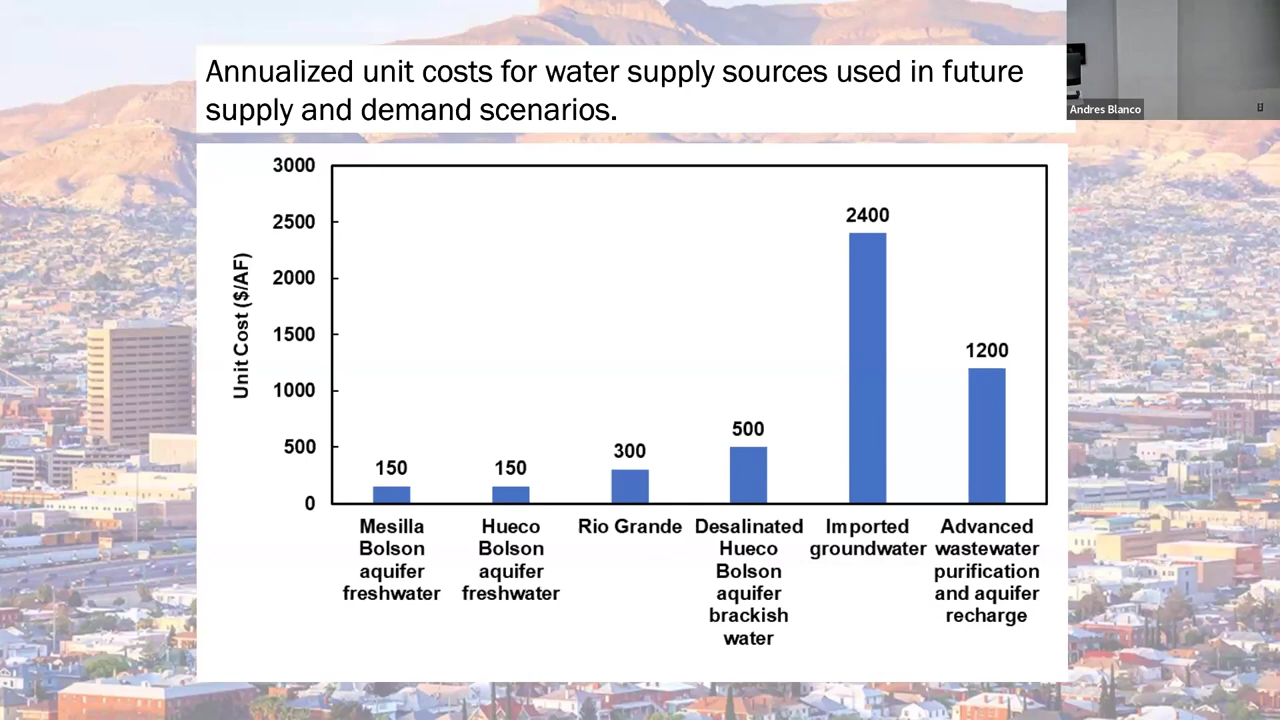 Annualized unit costs for water supply sources used in future
supply and demand scenarios.
Andres Blanco
Unit Cost ($/AF)
3000
2500
2000
1500
1000
500
0
150
150
300
500
2400
1200
Mesilla
Bolson
aquifer
freshwater
Hueco
Bolson
aquifer
freshwater
Rio Grande
Desalinated
Hueco
Bolson
aquifer
brackish
water
Imported
groundwater
Advanced
wastewater
purification
and aquifer
recharge